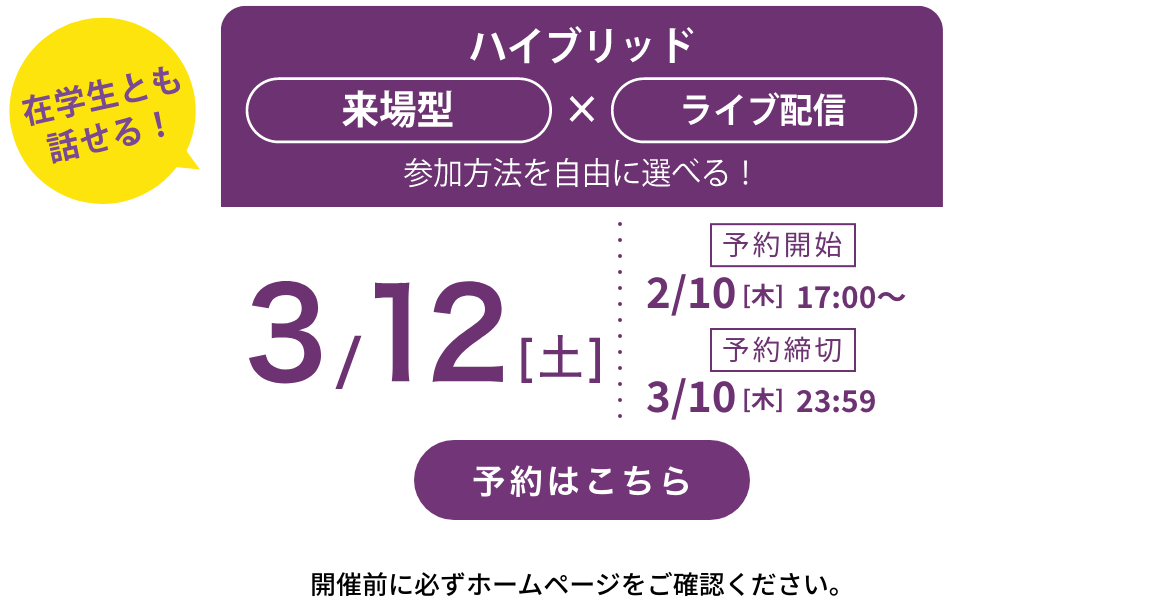 在学生とも
話せる！
ハイブリッド
来場型 × ライブ配信
参加方法を自由に選べる！
3/12[土]
予約開始
2/10[木] 17:00〜
予約締切
3/10[木] 23:59
予約はこちら
開催前に必ずホームページをご確認ください。